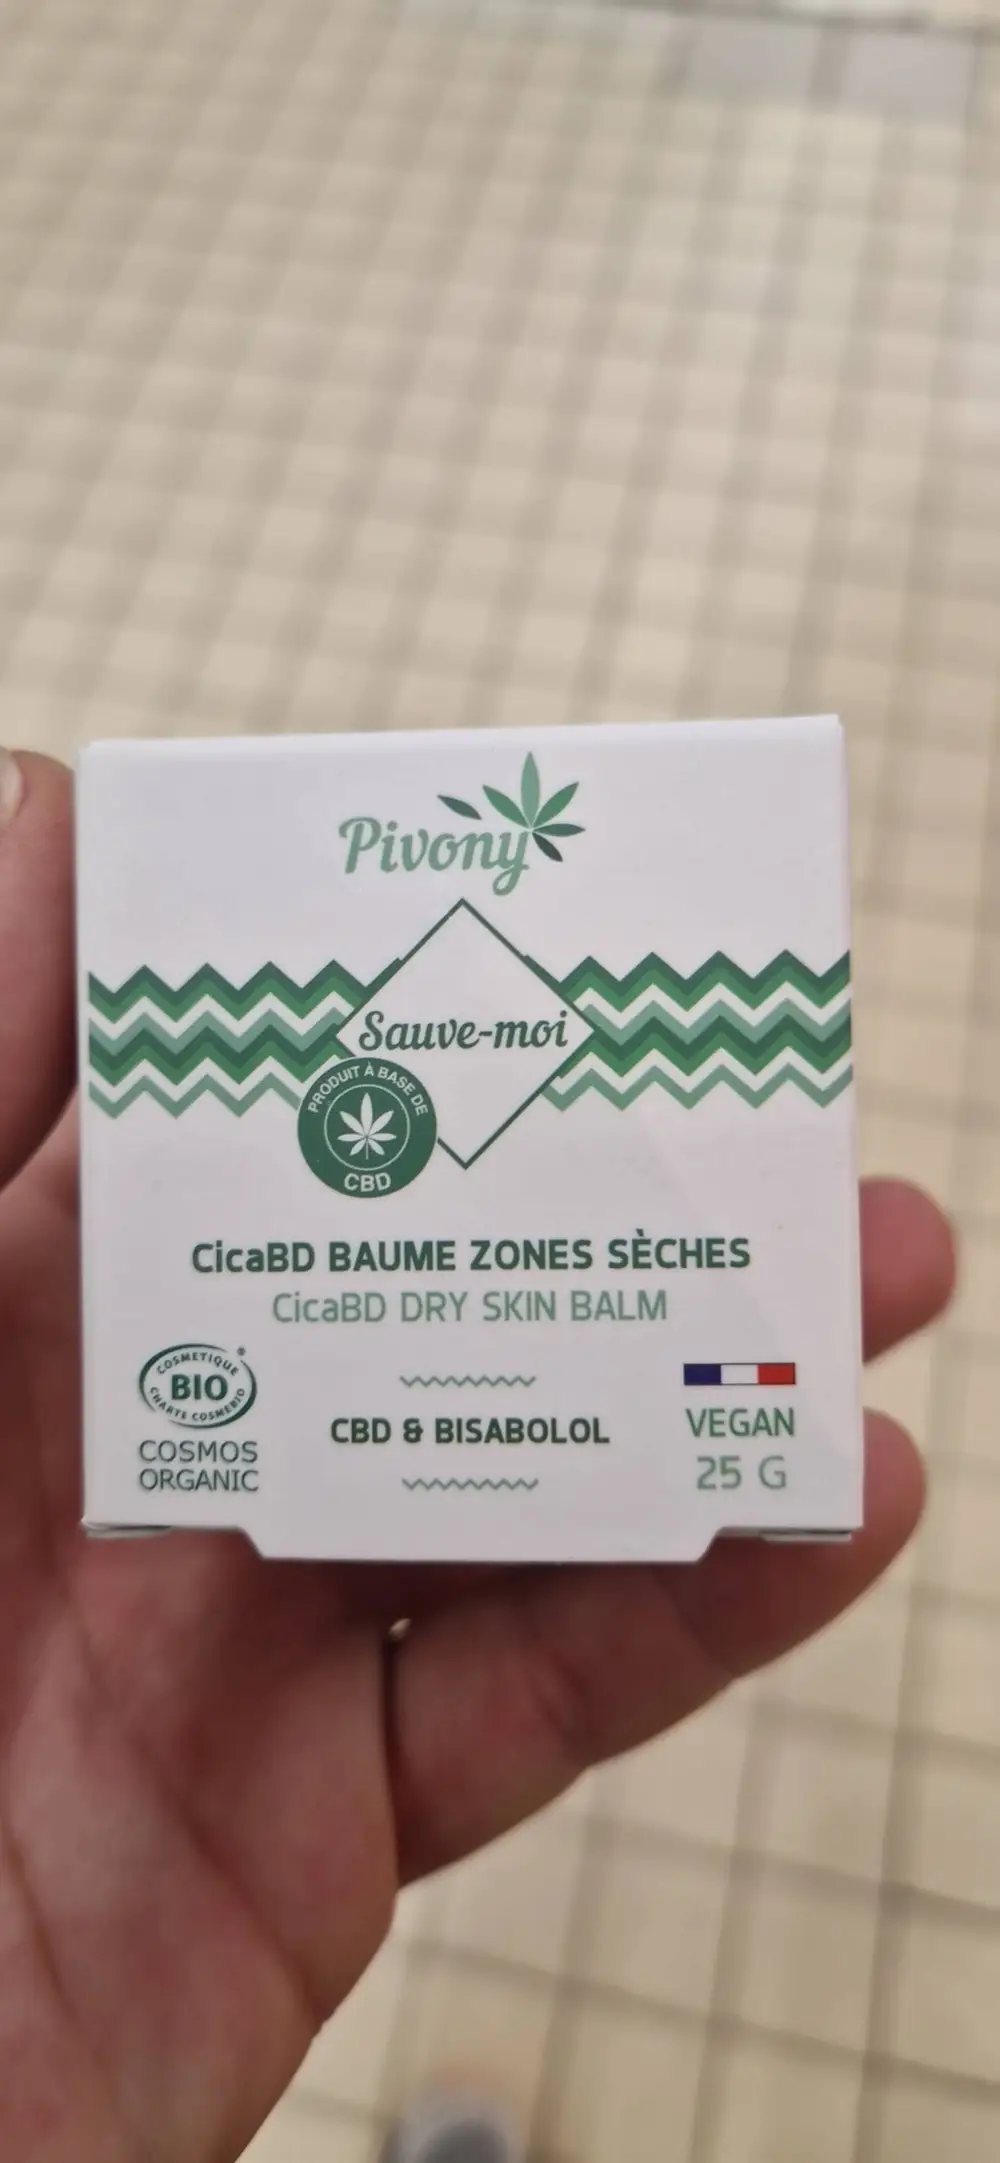 Pivony
Sauve-moi
PRODUIT À BASE DE
CBD
CicaBD BAUME ZONES SÈCHES
CicaBD DRY SKIN BALM
COSMETIQUE
BIO
CHARTE COSMEBIO
COSMOS
ORGANIC
CBD & BISABOLOL
VEGAN
25 G